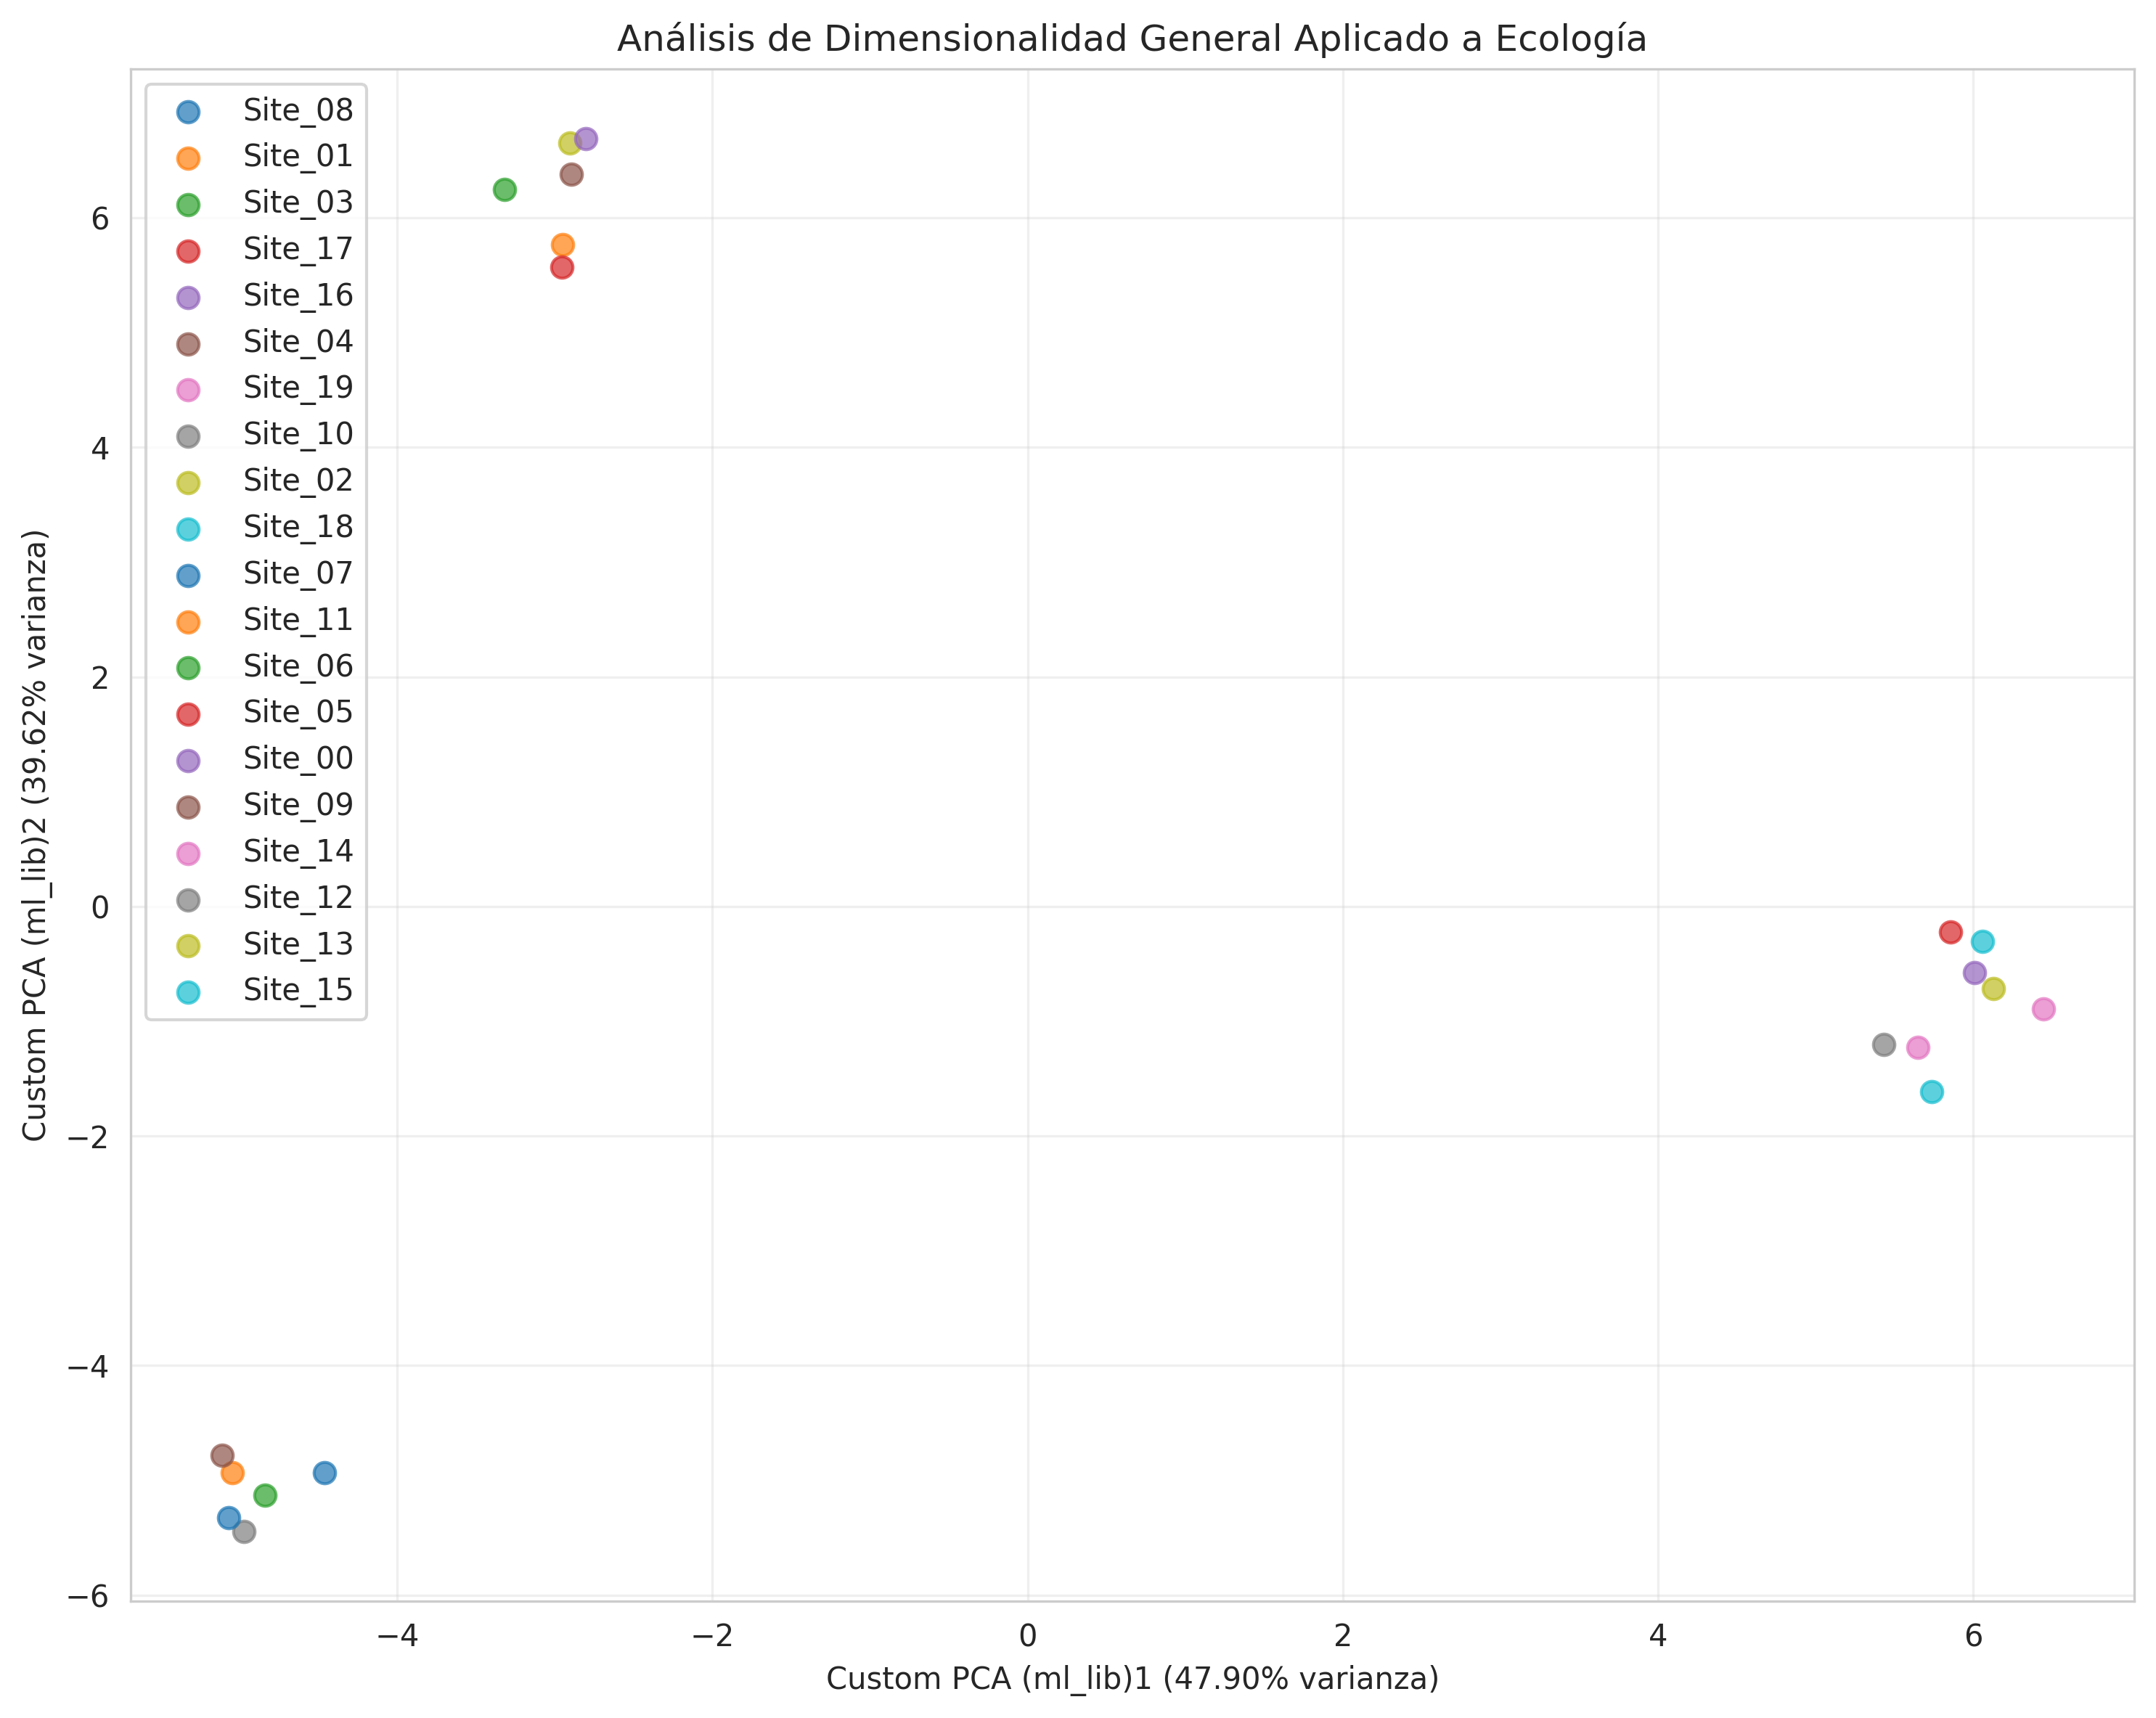 Análisis de Dimensionalidad General Aplicado a Ecología
Site_08
Site_01
Site_03
Site_17
Site_16
Site_04
Site_19
Site_10
Site_02
Site_18
Site_07
Site_11
Site_06
Site_05
Site_00
Site_09
Site_14
Site_12
Site_13
Site_15
6
4
2
0
−2
−4
−6
Custom PCA (ml_lib)2 (39.62% varianza)
−4
−2
0
2
4
6
Custom PCA (ml_lib)1 (47.90% varianza)